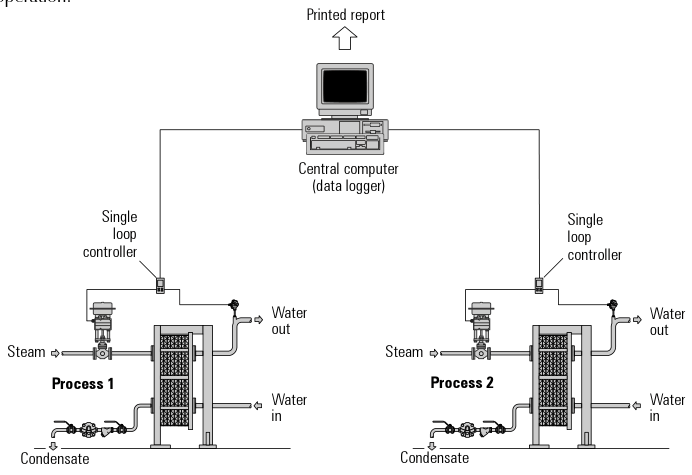 operation.
Printed report
Central computer
(data logger)
Single
loop
controller
Single
loop
controller
Water
out
Steam
Process 1
Water
in
Condensate
Water
out
Steam
Process 2
Water
in
Condensate